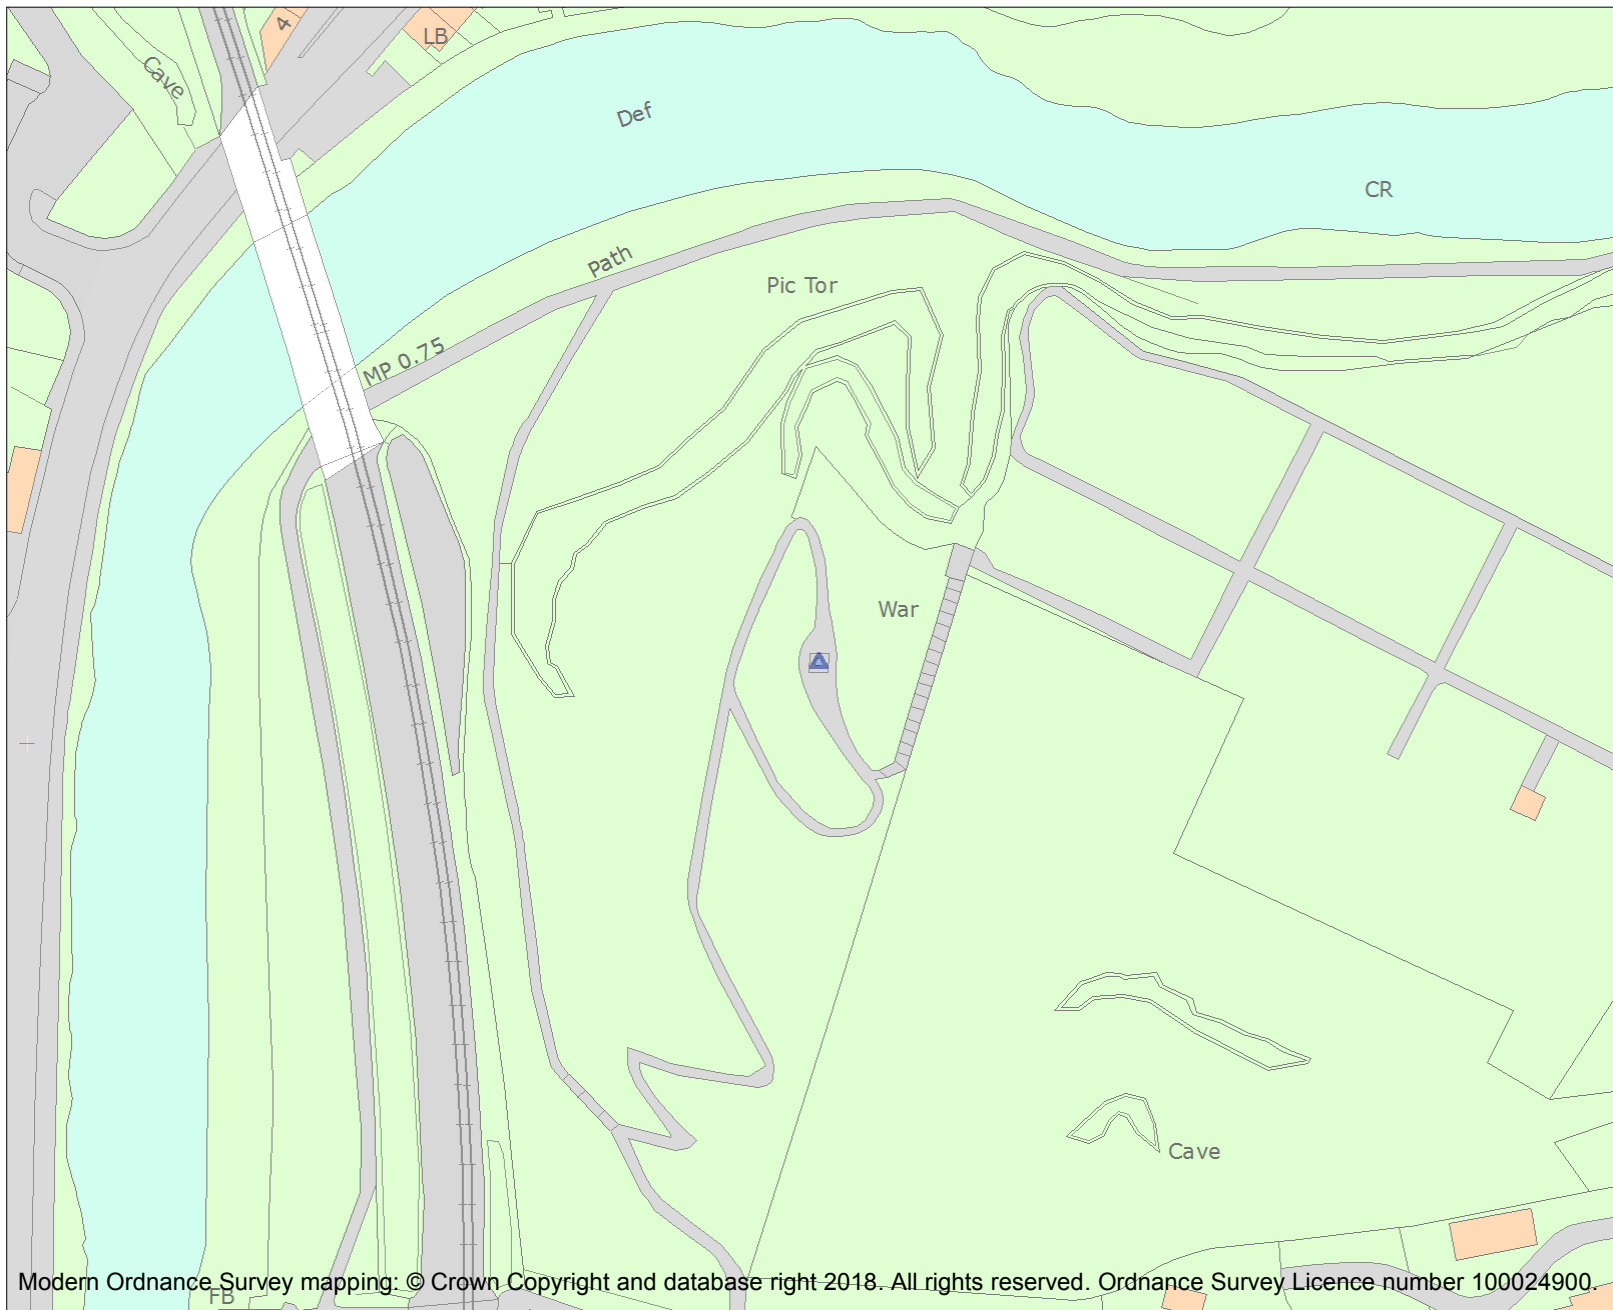 4
LB
Cave
Def
CR
Path
Pic Tor
MP 0.75
War
Cave
FB
Modern Ordnance Survey mapping: © Crown Copyright and database right 2018. All rights reserved. Ordnance Survey Licence number 100024900.